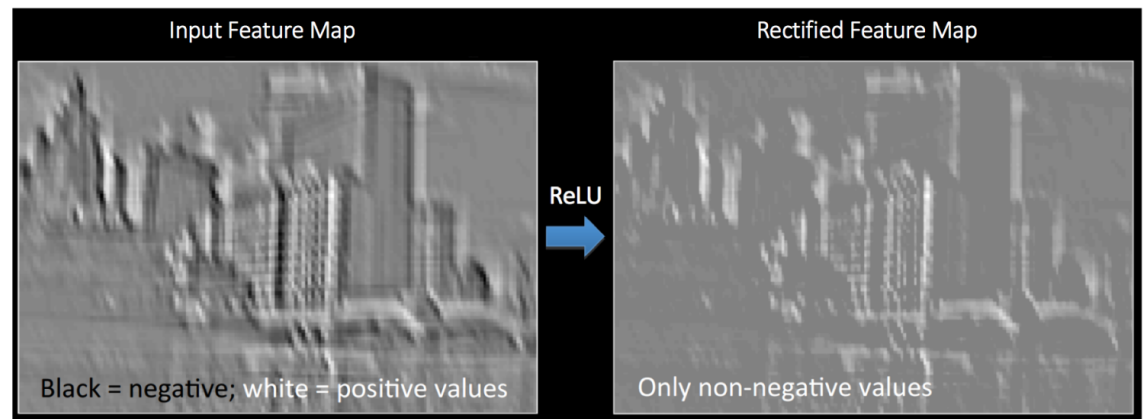 Input Feature Map
Rectified Feature Map
ReLU
Black = negative; white = positive values
Only non-negative values